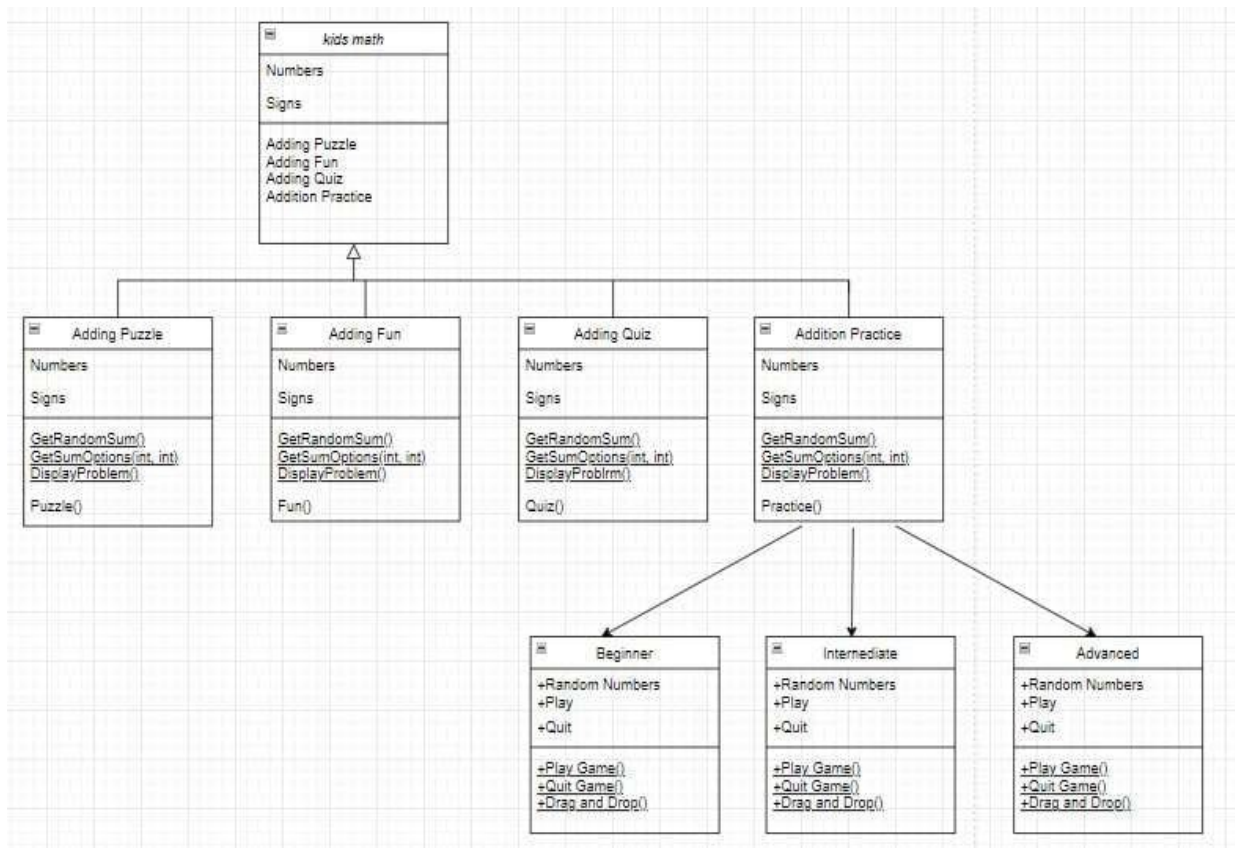 kids math
Numbers
Signs
Adding Puzzle
Adding Fun
Adding Quiz
Addition Practice
Adding Puzzle
Numbers
Signs
GetRandomSum()
GetSumOptions(int, int)
DisplayProblem()
Puzzle()
Adding Fun
Numbers
Signs
GetRandomSum()
GetSumOptions(int, int)
DisplayProblem()
Fun()
Adding Quiz
Numbers
Signs
GetRandomSum()
GetSumOptions(int, int)
DisplayProblrm()
Quiz()
Addition Practice
Numbers
Signs
GetRandomSum()
GetSumOptions(int, int)
DisplayProblem()
Practice()
Beginner
+Random Numbers
+Play
+Quit
+Play Game()
+Quit Game()
+Drag and Drop()
Internediate
+Random Numbers
+Play
+Quit
+Play Game()
+Quit Game()
+Drag and Drop()
Advanced
+Random Numbers
+Play
+Quit
+Play Game()
+Quit Game()
+Drag and Drop()